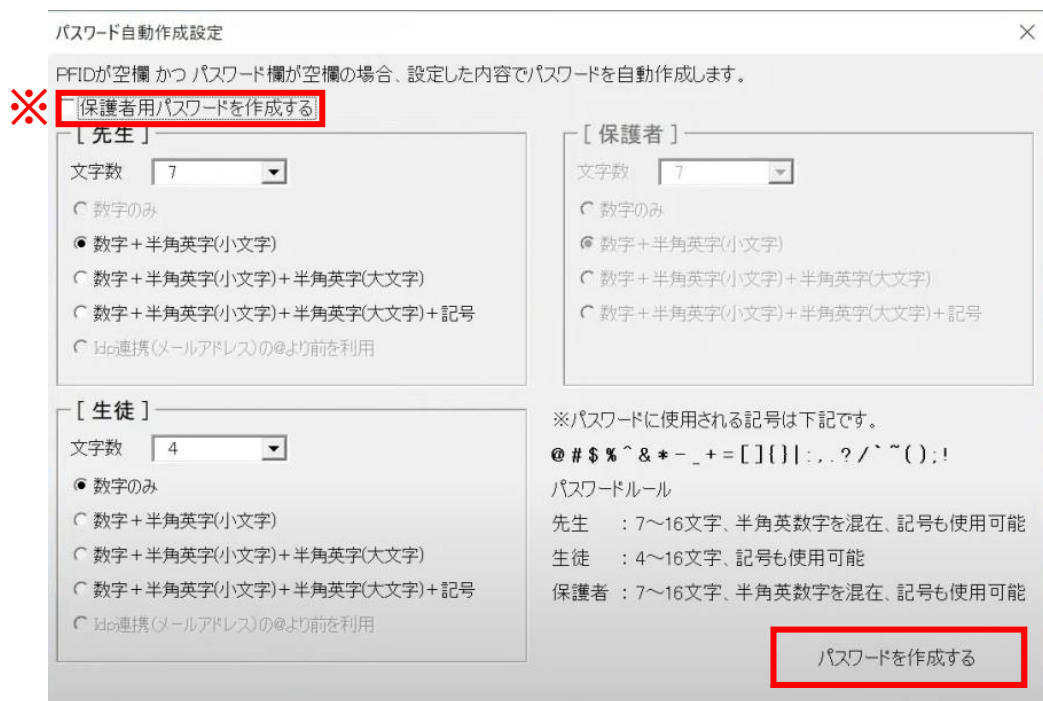 パスワード自動作成設定
PFIDが空欄 かつ パスワード欄が空欄の場合、設定した内容でパスワードを自動作成します。
※
保護者用パスワードを作成する
[ 先生 ]
文字数 7
数字のみ
数字+半角英字(小文字)
数字+半角英字(小文字)+半角英字(大文字)
数字+半角英字(小文字)+半角英字(大文字)+記号
Idp連携(メールアドレス)の@より前を利用
[ 保護者 ]
文字数 7
数字のみ
数字+半角英字(小文字)
数字+半角英字(小文字)+半角英字(大文字)
数字+半角英字(小文字)+半角英字(大文字)+記号
[ 生徒 ]
文字数 4
数字のみ
数字+半角英字(小文字)
数字+半角英字(小文字)+半角英字(大文字)
数字+半角英字(小文字)+半角英字(大文字)+記号
Idp連携(メールアドレス)の@より前を利用
※パスワードに使用される記号は下記です。
@ # $ % ^ & * - _ + = [ ] { } | : , . ? / ` ~ ( ) ; !
パスワードルール
先生 :7~16文字、半角英数字を混在、記号も使用可能
生徒 :4~16文字、記号も使用可能
保護者 :7~16文字、半角英数字を混在、記号も使用可能
パスワードを作成する